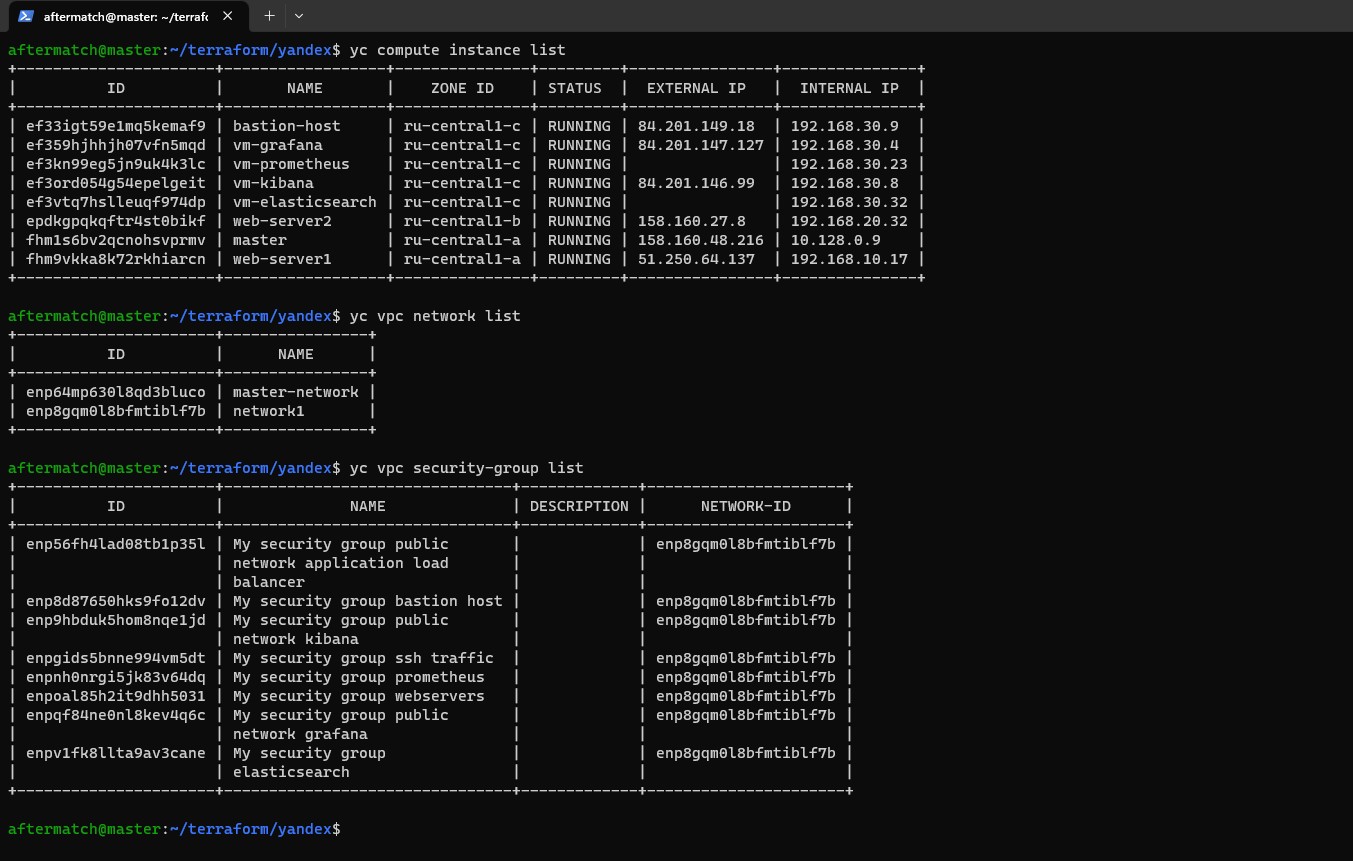 aftermatch@master: ~/terrafo
aftermatch@master:~/terraform/yandex$ yc compute instance list
+----------------------+------------------+---------------+---------+----------------+---------------+
|          ID          |       NAME       |    ZONE ID    | STATUS  |  EXTERNAL IP   |  INTERNAL IP  |
+----------------------+------------------+---------------+---------+----------------+---------------+
| ef33igt59e1mq5kemaf9 | bastion-host     | ru-central1-c | RUNNING | 84.201.149.18  | 192.168.30.9  |
| ef359hjhhjh07vfn5mqd | vm-grafana       | ru-central1-c | RUNNING | 84.201.147.127 | 192.168.30.4  |
| ef3kn99eg5jn9uk4k3lc | vm-prometheus    | ru-central1-c | RUNNING |                | 192.168.30.23 |
| ef3ord054g54epelgeit | vm-kibana        | ru-central1-c | RUNNING | 84.201.146.99  | 192.168.30.8  |
| ef3vtq7hslleuqf974dp | vm-elasticsearch | ru-central1-c | RUNNING |                | 192.168.30.32 |
| epdkgpqkqftr4st0bikf | web-server2      | ru-central1-b | RUNNING | 158.160.27.8   | 192.168.20.32 |
| fhm1s6bv2qcnohsvprmv | master           | ru-central1-a | RUNNING | 158.160.48.216 | 10.128.0.9    |
| fhm9vkka8k72rkhiarcn | web-server1      | ru-central1-a | RUNNING | 51.250.64.137  | 192.168.10.17 |
+----------------------+------------------+---------------+---------+----------------+---------------+
aftermatch@master:~/terraform/yandex$ yc vpc network list
+----------------------+----------------+
|          ID          |      NAME      |
+----------------------+----------------+
| enp64mp630l8qd3bluco | master-network |
| enp8gqm0l8bfmtiblf7b | network1       |
+----------------------+----------------+
aftermatch@master:~/terraform/yandex$ yc vpc security-group list
+----------------------+--------------------------------+-------------+----------------------+
|          ID          |              NAME              | DESCRIPTION |      NETWORK-ID      |
+----------------------+--------------------------------+-------------+----------------------+
| enp56fh4lad08tb1p35l | My security group public       |             | enp8gqm0l8bfmtiblf7b |
|                      | network application load       |             |                      |
|                      | balancer                       |             |                      |
| enp8d87650hks9fo12dv | My security group bastion host |             | enp8gqm0l8bfmtiblf7b |
| enp9hbduk5hom8nqe1jd | My security group public       |             | enp8gqm0l8bfmtiblf7b |
|                      | network kibana                 |             |                      |
| enpgids5bnne994vm5dt | My security group ssh traffic  |             | enp8gqm0l8bfmtiblf7b |
| enpnh0nrgi5jk83v64dq | My security group prometheus   |             | enp8gqm0l8bfmtiblf7b |
| enpoal85h2it9dhh5031 | My security group webservers   |             | enp8gqm0l8bfmtiblf7b |
| enpqf84ne0nl8kev4q6c | My security group public       |             | enp8gqm0l8bfmtiblf7b |
|                      | network grafana                |             |                      |
| enpv1fk8llta9av3cane | My security group              |             | enp8gqm0l8bfmtiblf7b |
|                      | elasticsearch                  |             |                      |
+----------------------+--------------------------------+-------------+----------------------+
aftermatch@master:~/terraform/yandex$